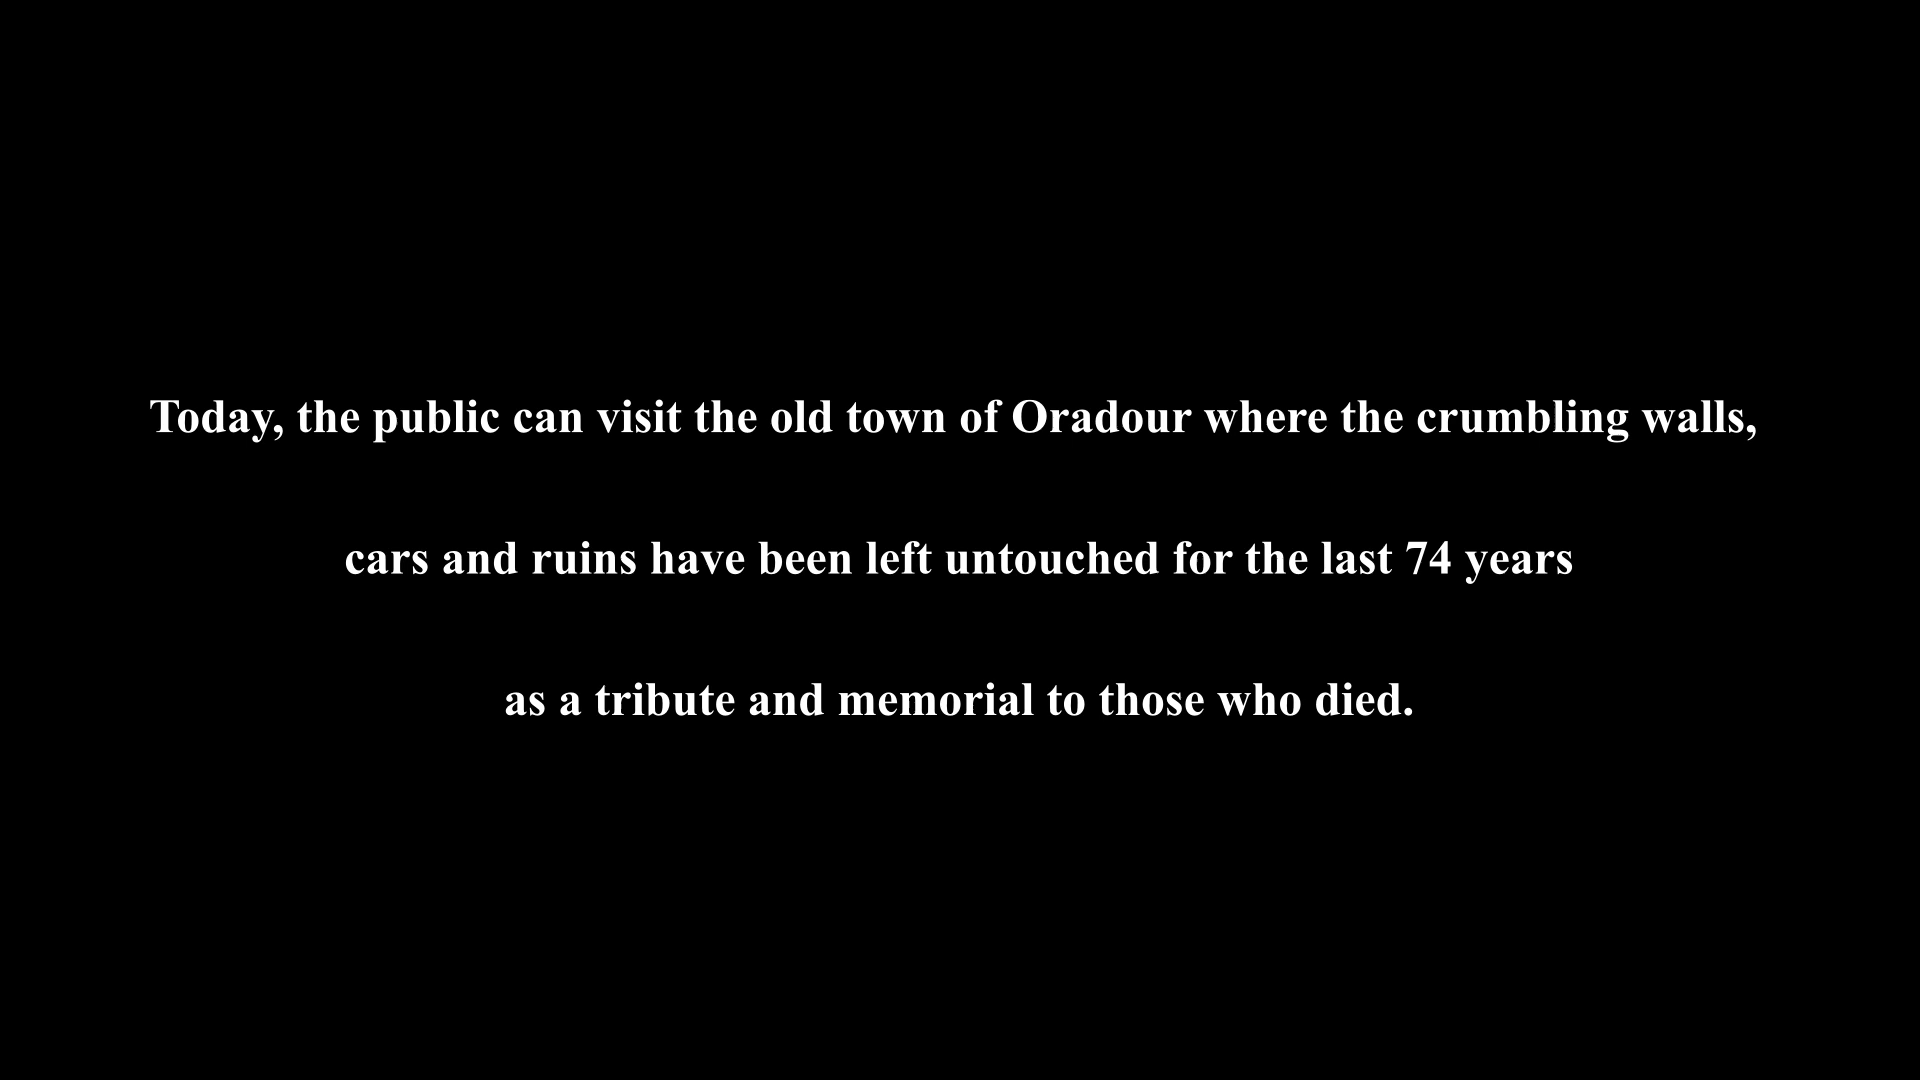 Today, the public can visit the old town of Oradour where the crumbling walls,
cars and ruins have been left untouched for the last 74 years
as a tribute and memorial to those who died.